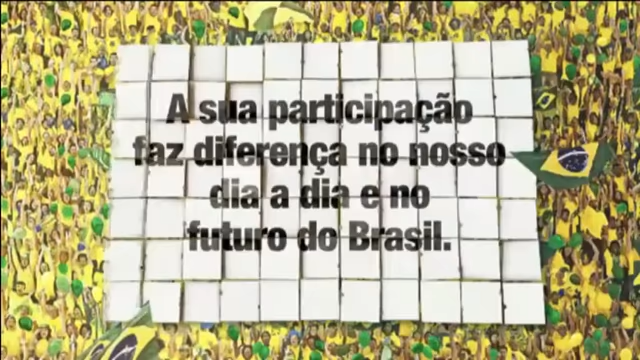 A sua participação
faz diferença no nosso
dia a dia e no
futuro do Brasil.